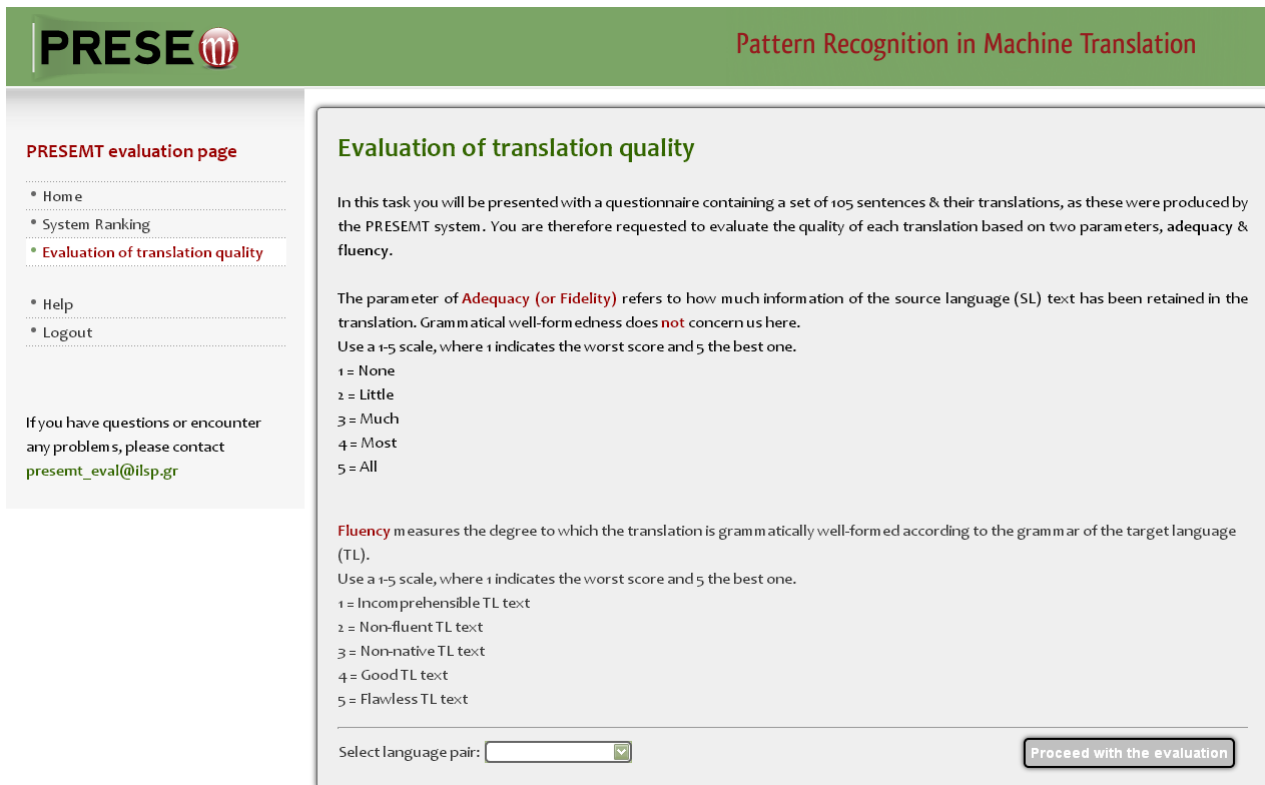 PRESEmt
Pattern Recognition in Machine Translation
PRESEMT evaluation page
Home
System Ranking
Evaluation of translation quality
Help
Logout
If you have questions or encounter
any problems, please contact
presemt_eval@ilsp.gr
Evaluation of translation quality
In this task you will be presented with a questionnaire containing a set of 105 sentences & their translations, as these were produced by
the PRESEMT system. You are therefore requested to evaluate the quality of each translation based on two parameters, adequacy &
fluency.
The parameter of Adequacy (or Fidelity) refers to how much information of the source language (SL) text has been retained in the
translation. Grammatical well-formedness does not concern us here.
Use a 1-5 scale, where 1 indicates the worst score and 5 the best one.
1 = None
2 = Little
3 = Much
4 = Most
5 = All
Fluency measures the degree to which the translation is grammatically well-formed according to the grammar of the target language
(TL).
Use a 1-5 scale, where 1 indicates the worst score and 5 the best one.
1 = Incomprehensible TL text
2 = Non-fluent TL text
3 = Non-native TL text
4 = Good TL text
5 = Flawless TL text
Select language pair:
Proceed with the evaluation